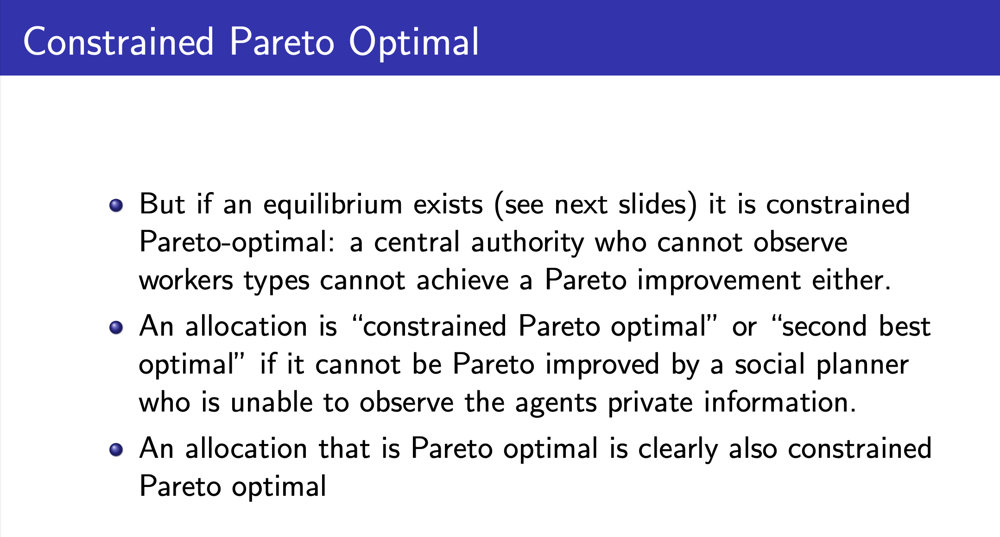 Constrained Pareto Optimal
But if an equilibrium exists (see next slides) it is constrained
Pareto-optimal: a central authority who cannot observe
workers types cannot achieve a Pareto improvement either.
An allocation is “constrained Pareto optimal” or “second best
optimal” if it cannot be Pareto improved by a social planner
who is unable to observe the agents private information.
An allocation that is Pareto optimal is clearly also constrained
Pareto optimal